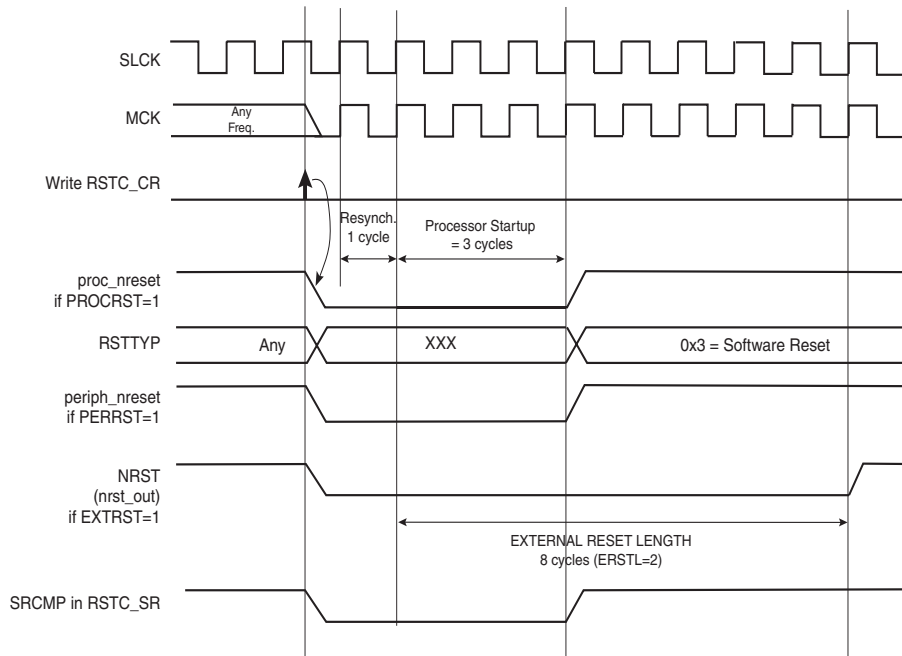 SLCK
MCK
Any
Freq.
Write RSTC_CR
Resynch.
1 cycle
Processor Startup
= 3 cycles
proc_nreset
if PROCRST=1
RSTTYP
Any
XXX
0x3 = Software Reset
periph_nreset
if PERRST=1
NRST
(nrst_out)
if EXTRST=1
EXTERNAL RESET LENGTH
8 cycles (ERSTL=2)
SRCMP in RSTC_SR